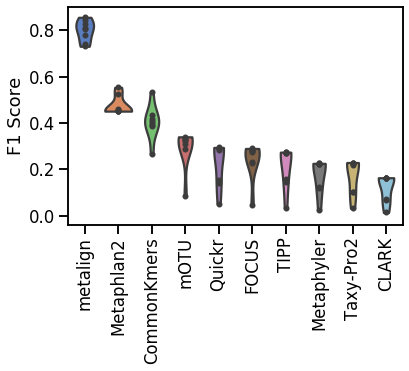 F1 Score
0.8
0.6
0.4
0.2
0.0
metalign
Metaphlan2
CommonKmers
mOTU
Quickr
FOCUS
TIPP
Metaphyler
Taxy-Pro2
CLARK